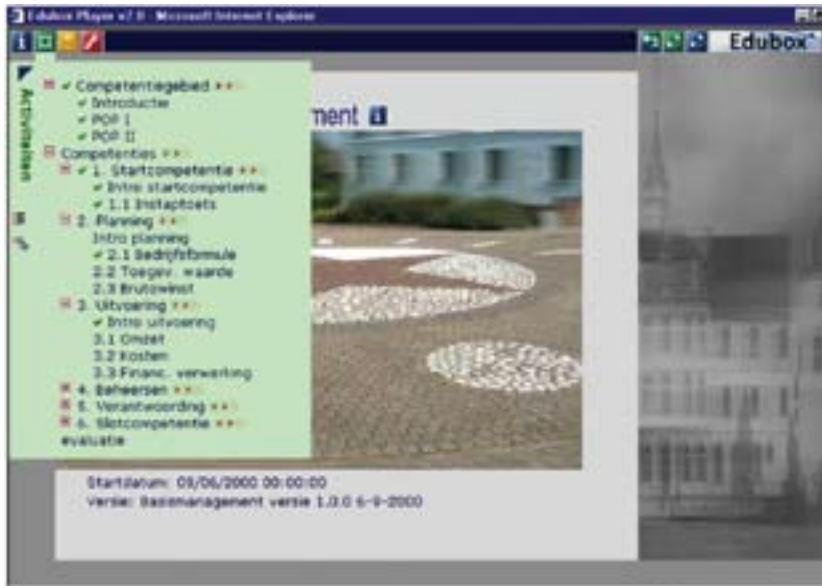 Edubox Player v2.0 - Microsoft Internet Explorer
Edubox
ment
Activiteiten
Competentiegebied
Introductie
POP I
POP II
Competenties
1. Startcompetentie
Intro startcompetentie
1.1 Instaptoets
2. Planning
Intro planning
2.1 Bedrijfsformule
2.2 Toegev. waarde
2.3 Brutowinst
3. Uitvoering
Intro uitvoering
3.1 Omzet
3.2 Kosten
3.3 Financ. verwerking
4. Beheersen
5. Verantwoording
6. Slotcompetentie
evaluatie
Startdatum: 09/06/2000 00:00:00
Versie: Basismanagement versie 1.0.0 6-9-2000